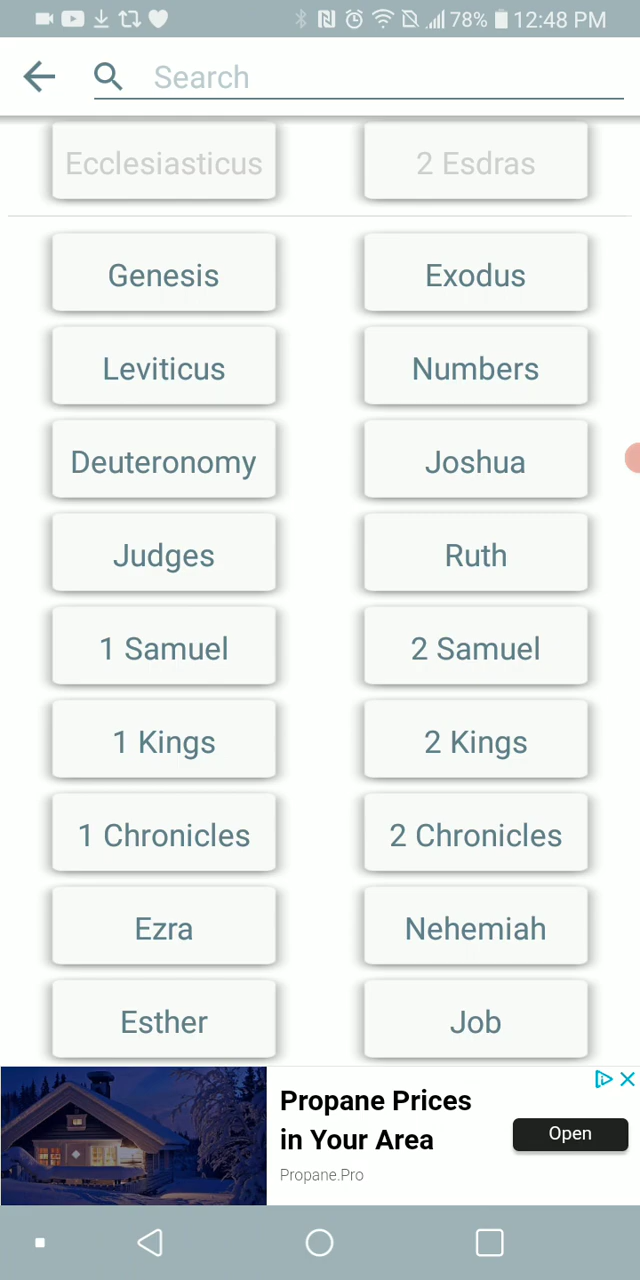 78% 12:48 PM
Search
Ecclesiasticus 2 Esdras
Genesis Exodus
Leviticus Numbers
Deuteronomy Joshua
Judges Ruth
1 Samuel 2 Samuel
1 Kings 2 Kings
1 Chronicles 2 Chronicles
Ezra Nehemiah
Esther Job
Propane Prices
in Your Area
Open
Propane.Pro